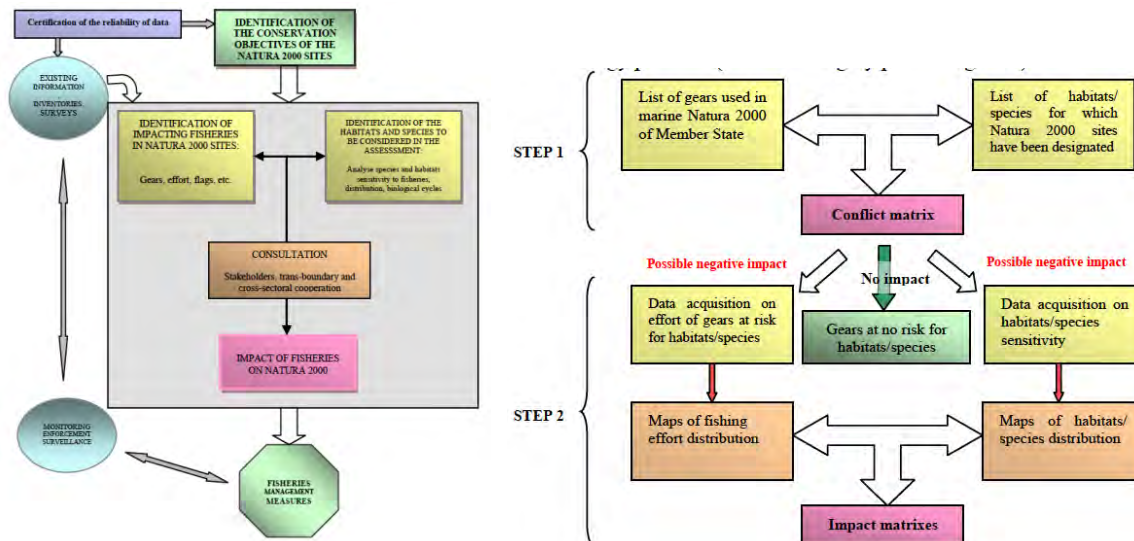 Certification of the reliability of data
IDENTIFICATION OF
THE CONSERVATION
OBJECTIVES OF THE
NATURA 2000 SITES
EXISTING
INFORMATION
INVENTORIES,
SURVEYS
IDENTIFICATION OF
IMPACTING FISHERIES
IN NATURA 2000 SITES:
Gears, effort, flags, etc.
IDENTIFICATION OF THE
HABITATS AND SPECIES
TO BE CONSIDERED IN THE
ASSESSSMENT:
Analyse species and habitats
sensitivity to fisheries,
distribution, biological cycles
CONSULTATION
Stakeholders, trans-boundary and
cross-sectoral cooperation
IMPACT OF FISHERIES
ON NATURA 2000
MONITORING
ENFORCEMENT
SURVEILLANCE
FISHERIES
MANAGEMENT
MEASURES
STEP 1
List of gears used in
marine Natura 2000
of Member State
List of habitats/
species for which
Natura 2000 sites
have been designated
Conflict matrix
Possible negative impact
No impact
Possible negative impact
Data acquisition on
effort of gears at risk
for habitats/species
Gears at no risk for
habitats/species
Data acquisition on
habitats/species
sensitivity
STEP 2
Maps of fishing
effort distribution
Maps of habitats/
species distribution
Impact matrixes